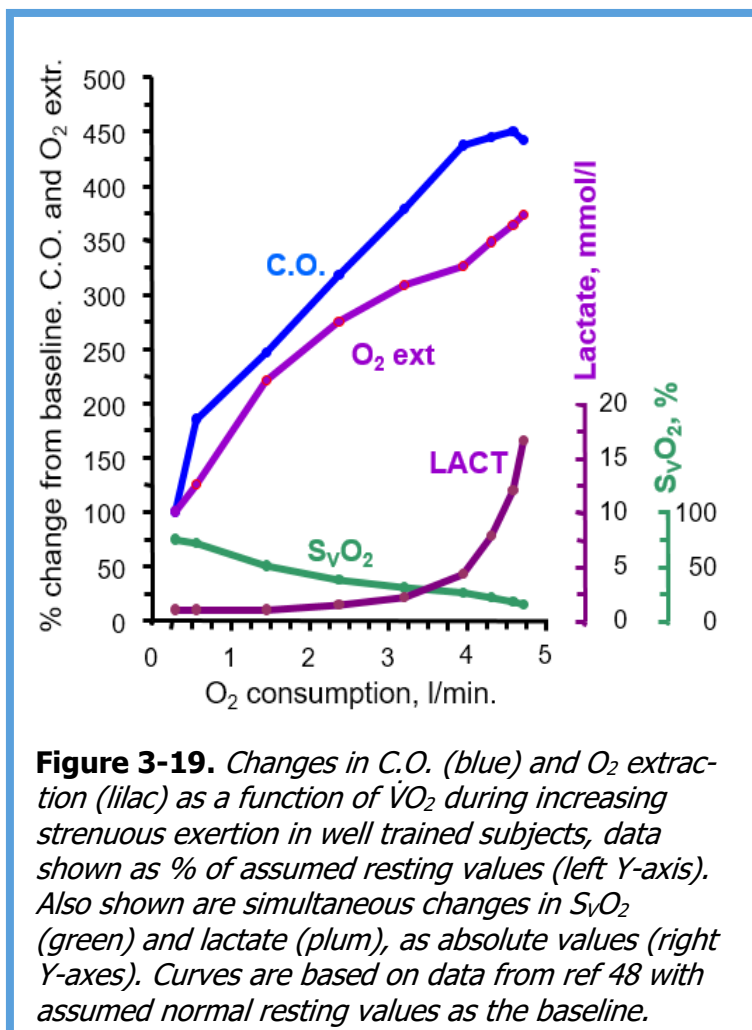 % change from baseline. C.O. and O₂ extr.
500
450
400
350
300
250
200
150
100
50
0
C.O.
O₂ ext
LACT
SᵥO₂
Lactate, mmol/l
20
15
10
5
0
SᵥO₂, %
100
50
0
0 1 2 3 4 5
O₂ consumption, l/min.
Figure 3-19. Changes in C.O. (blue) and O₂ extrac-
tion (lilac) as a function of V̇O₂ during increasing
strenuous exertion in well trained subjects, data
shown as % of assumed resting values (left Y-axis).
Also shown are simultaneous changes in SᵥO₂
(green) and lactate (plum), as absolute values (right
Y-axes). Curves are based on data from ref 48 with
assumed normal resting values as the baseline.